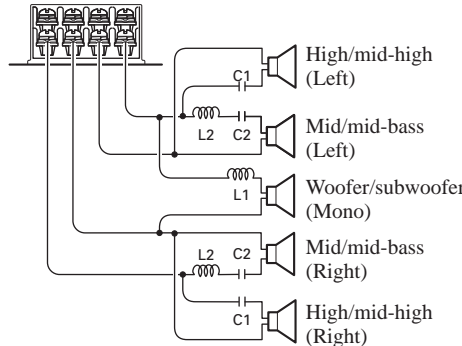 High/mid-high
(Left)
C1
L2
C2
Mid/mid-bass
(Left)
L1
Woofer/subwoofer
(Mono)
L2
C2
Mid/mid-bass
(Right)
C1
High/mid-high
(Right)